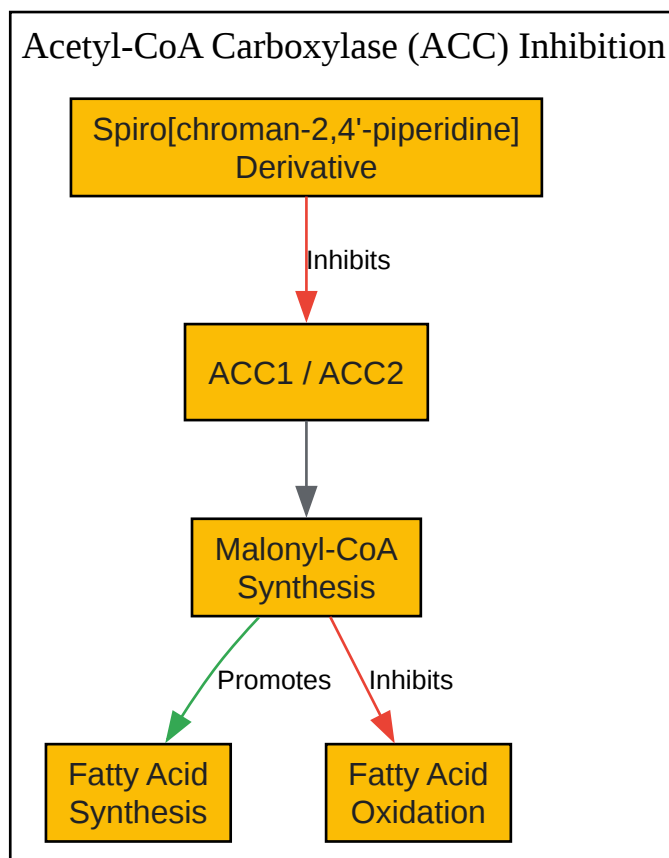 Acetyl-CoA Carboxylase (ACC) Inhibition
Spiro[chroman-2,4'-piperidine]
Derivative
Inhibits
ACC1 / ACC2
Malonyl-CoA
Synthesis
Promotes
Inhibits
Fatty Acid
Synthesis
Fatty Acid
Oxidation